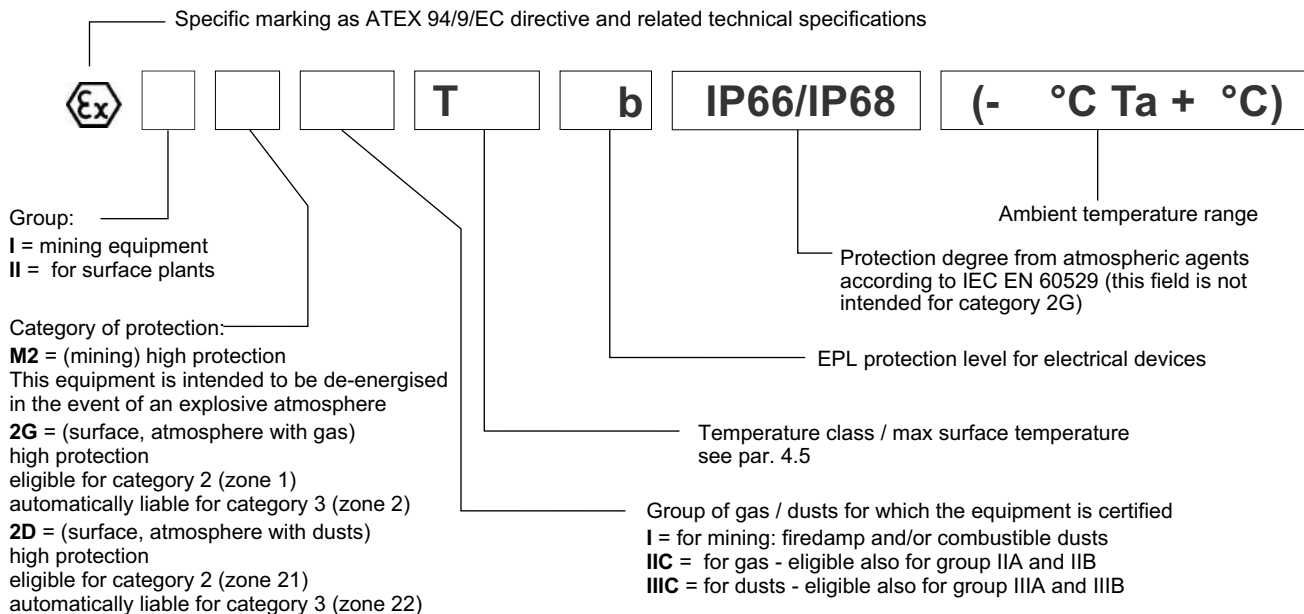 Specific marking as ATEX 94/9/EC directive and related technical specifications
Ex T b IP66/IP68 (- °C Ta + °C)
Group:
I = mining equipment
II = for surface plants
Category of protection:
M2 = (mining) high protection
This equipment is intended to be de-energised
in the event of an explosive atmosphere
2G = (surface, atmosphere with gas)
high protection
eligible for category 2 (zone 1)
automatically liable for category 3 (zone 2)
2D = (surface, atmosphere with dusts)
high protection
eligible for category 2 (zone 21)
automatically liable for category 3 (zone 22)
Ambient temperature range
Protection degree from atmospheric agents
according to IEC EN 60529 (this field is not
intended for category 2G)
EPL protection level for electrical devices
Temperature class / max surface temperature
see par. 4.5
Group of gas / dusts for which the equipment is certified
I = for mining: firedamp and/or combustible dusts
IIC = for gas - eligible also for group IIA and IIB
IIIC = for dusts - eligible also for group IIIA and IIIB